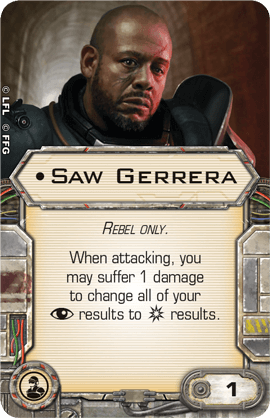 © LFL © FFG
• SAW GERRERA
REBEL ONLY.
When attacking, you
may suffer 1 damage
to change all of your
results to results.
1